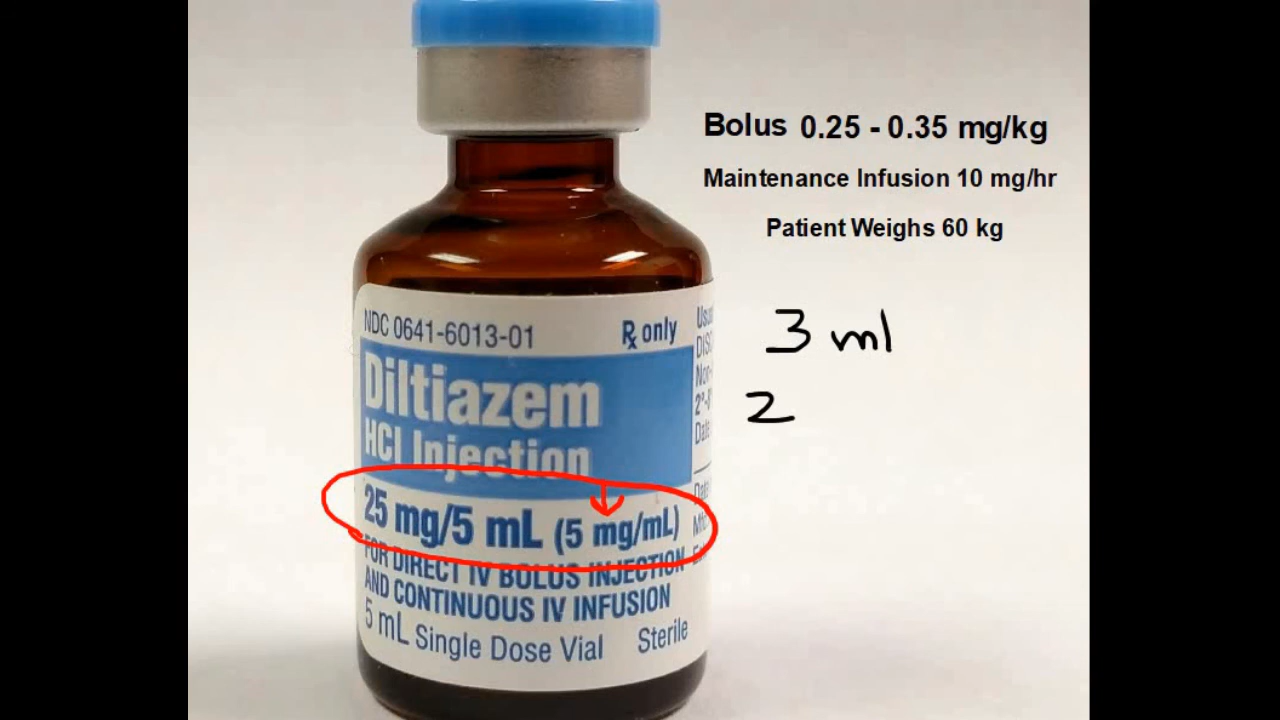 Bolus 0.25 - 0.35 mg/kg
Maintenance Infusion 10 mg/hr
Patient Weighs 60 kg
3 ml
2
NDC 0641-6013-01
Rx only
Diltiazem
HCl Injection
25 mg/5 mL (5 mg/mL)
FOR DIRECT IV BOLUS INJECTION
AND CONTINUOUS IV INFUSION
5 mL Single Dose Vial
Sterile